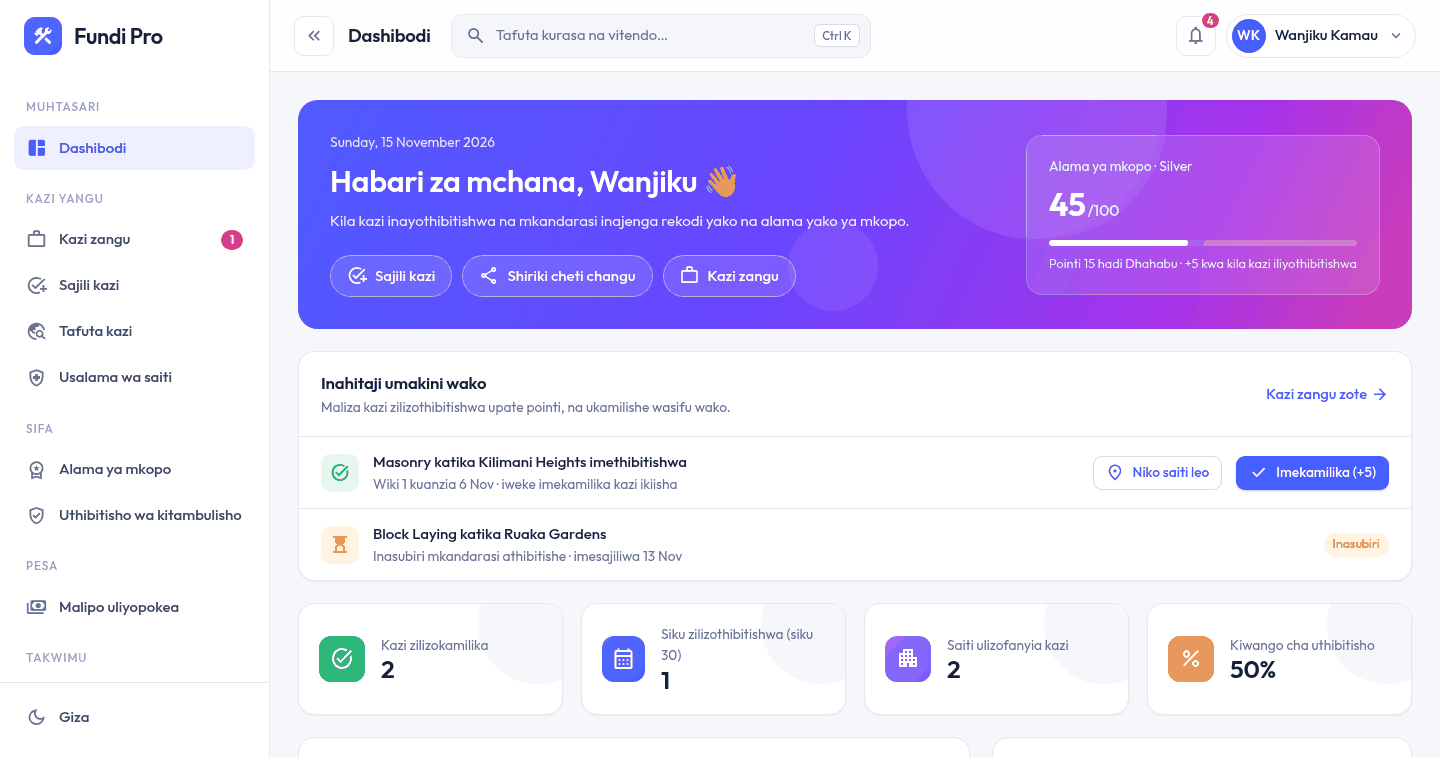 Fundi Pro
MUHTASARI
Dashibodi
KAZI YANGU
Kazi zangu
1
Sajili kazi
Tafuta kazi
Usalama wa saiti
SIFA
Alama ya mkopo
Uthibitisho wa kitambulisho
PESA
Malipo uliyopokea
TAKWIMU
Giza
Dashibodi
Tafuta kurasa na vitendo...
Ctrl K
4
WK
Wanjiku Kamau
Sunday, 15 November 2026
Habari za mchana, Wanjiku 👋
Kila kazi inayothibitishwa na mkandarasi inajenga rekodi yako na alama yako ya mkopo.
Sajili kazi
Shiriki cheti changu
Kazi zangu
Alama ya mkopo · Silver
45/100
Pointi 15 hadi Dhahabu · +5 kwa kila kazi iliyothibitishwa
Inahitaji umakini wako
Maliza kazi zilizothibitishwa upate pointi, na ukamilishe wasifu wako.
Kazi zangu zote →
Masonry katika Kilimani Heights imethibitishwa
Wiki 1 kuanzia 6 Nov · iweke imekamilika kazi ikiisha
Niko saiti leo
Imekamilika (+5)
Block Laying katika Ruaka Gardens
Inasubiri mkandarasi athibitishe · imesajiliwa 13 Nov
Inasubiri
Kazi zilizokamilika
2
Siku zilizothibitishwa (siku
30)
1
Saiti ulizofanyia kazi
2
Kiwango cha uthibitisho
50%